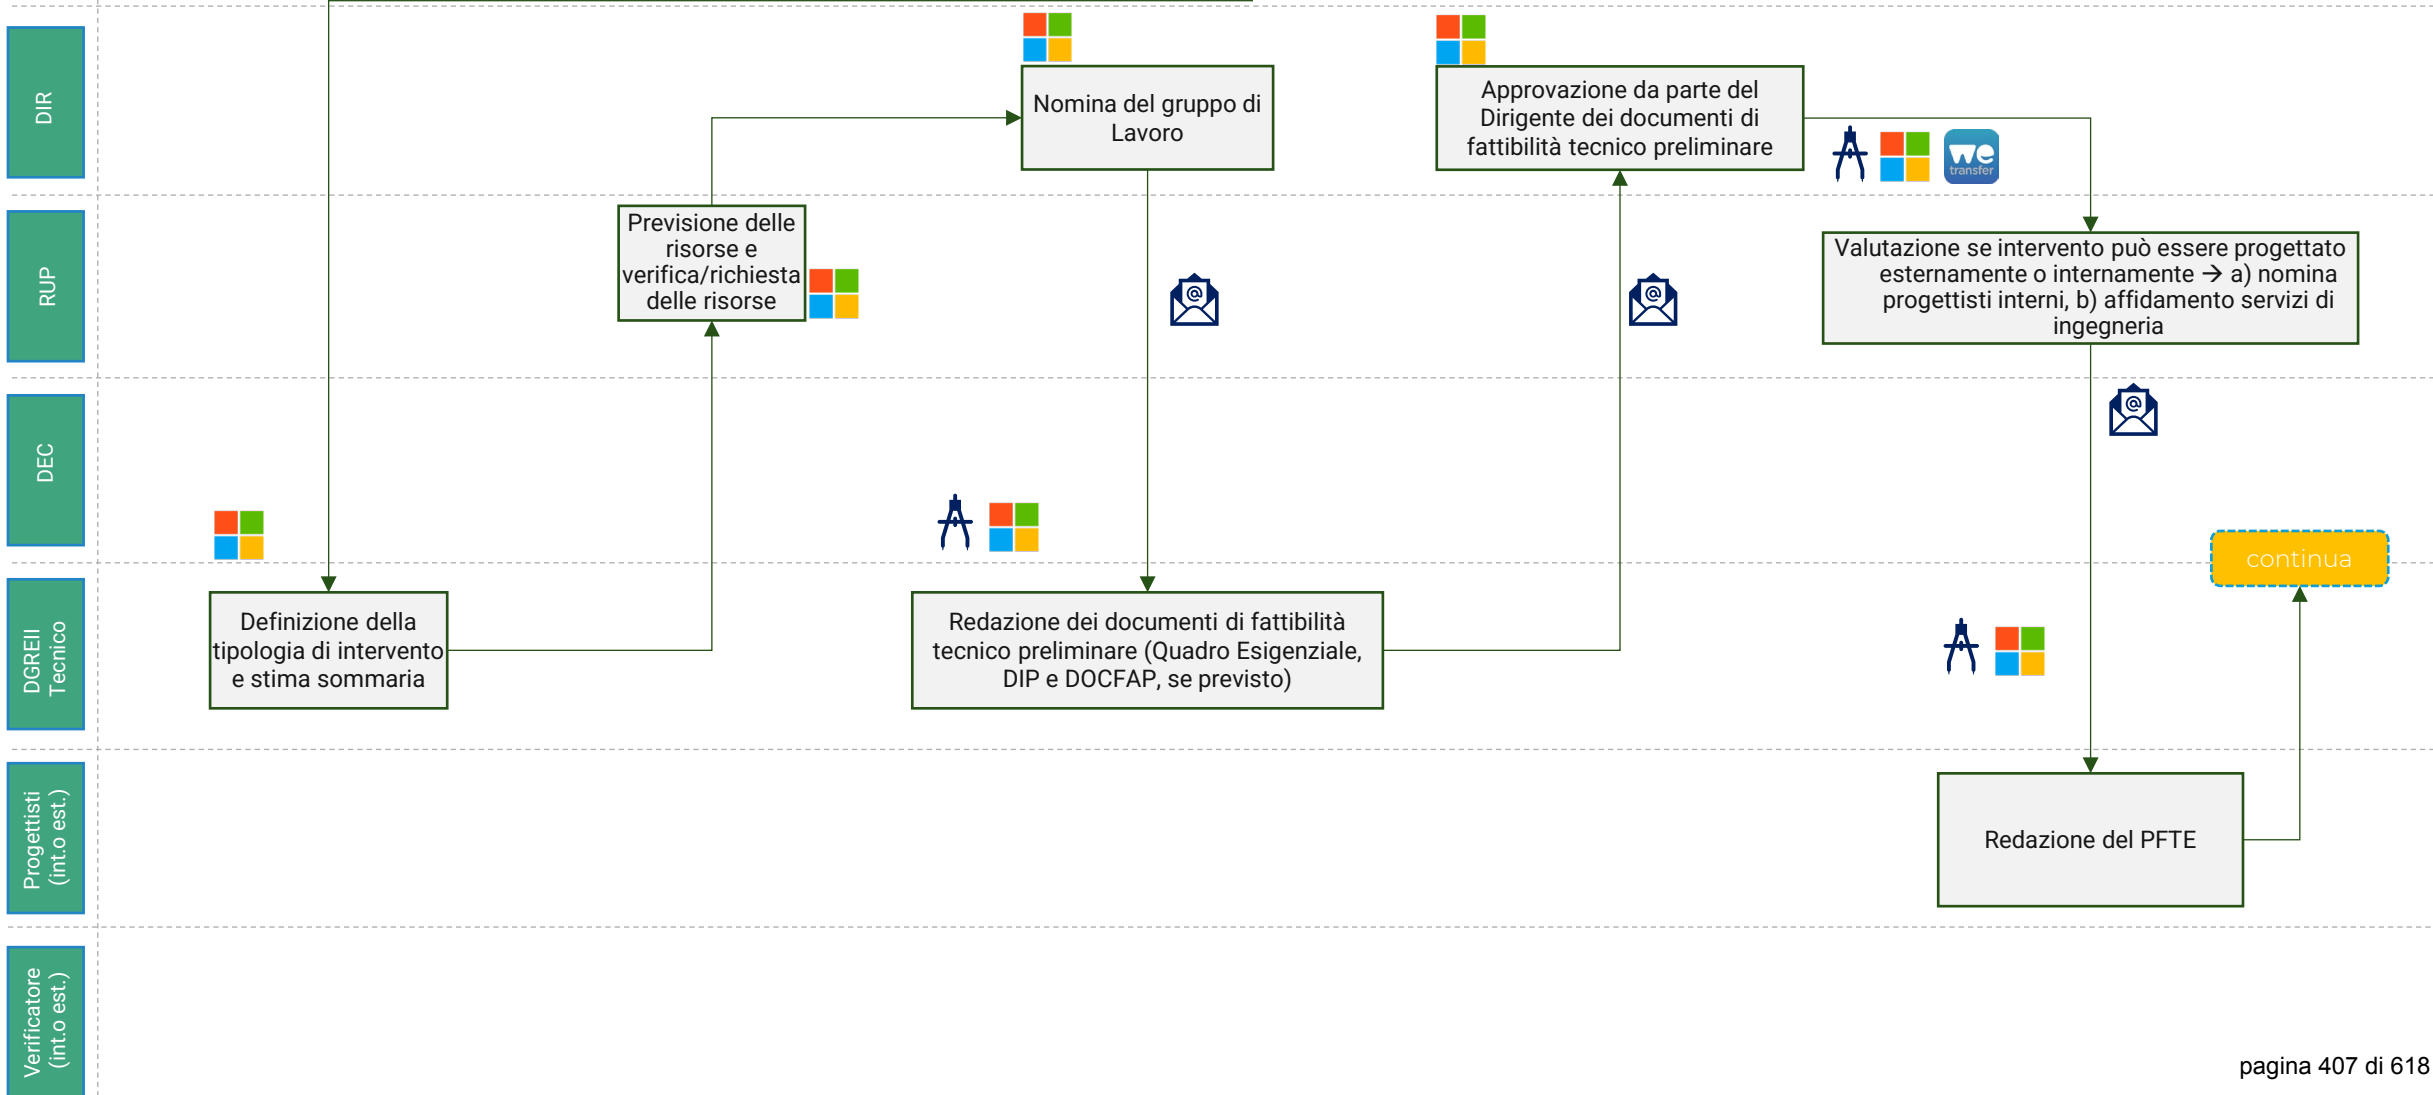 DIR
Nomina del gruppo di
Lavoro
Approvazione da parte del
Dirigente dei documenti di
fattibilità tecnico preliminare
we
transfer
RUP
Previsione delle
risorse e
verifica/richiesta
delle risorse
@
@
Valutazione se intervento può essere progettato
esternamente o internamente → a) nomina
progettisti interni, b) affidamento servizi di
ingegneria
DEC
@
continua
DGREII
Tecnico
Definizione della
tipologia di intervento
e stima sommaria
Redazione dei documenti di fattibilità
tecnico preliminare (Quadro Esigenziale,
DIP e DOCFAP, se previsto)
Progettisti
(int.o est.)
Redazione del PFTE
Verificatore
(int.o est.)
pagina 407 di 618